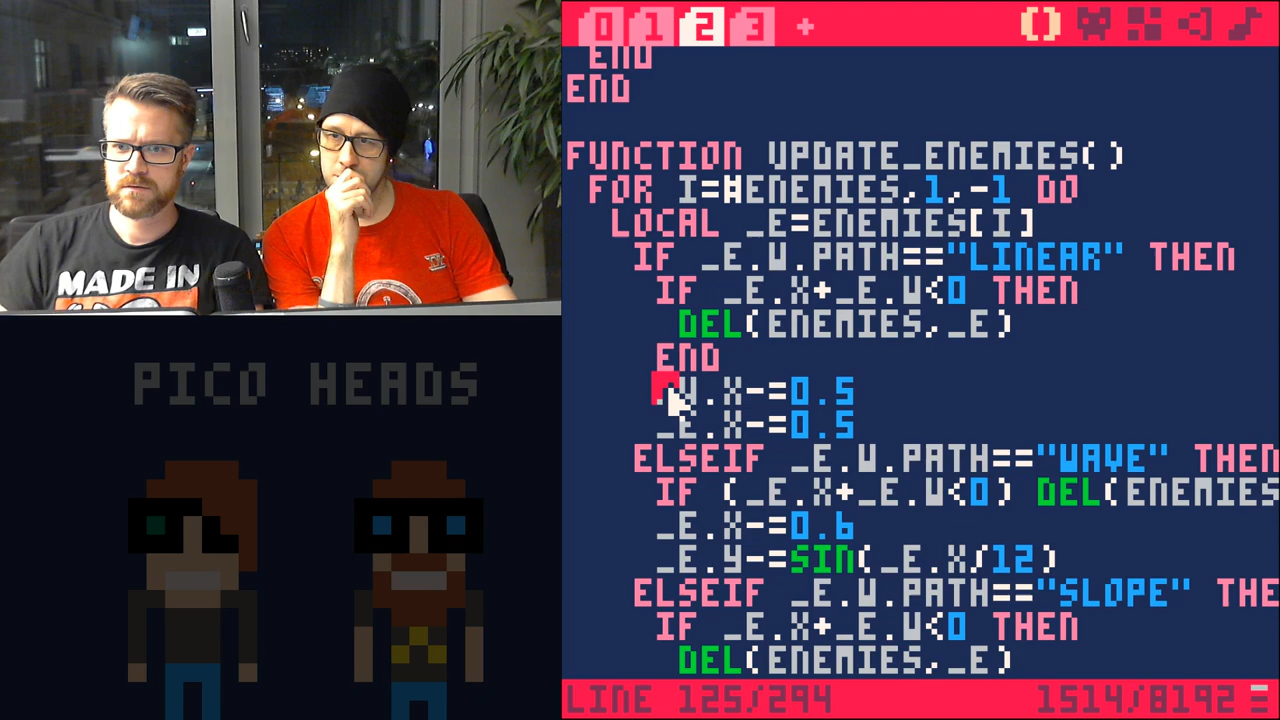 0 1 2 3 +
END
END
FUNCTION UPDATE_ENEMIES()
FOR I=#ENEMIES,1,-1 DO
LOCAL _E=ENEMIES[I]
IF _E.W.PATH=="LINEAR" THEN
IF _E.X+_E.W<0 THEN
DEL(ENEMIES,_E)
END
.X-=0.5
_E.X-=0.5
ELSEIF _E.W.PATH=="WAVE" THEN
IF (_E.X+_E.W<0) DEL(ENEMIES
_E.X-=0.6
_E.Y-=SIN(_E.X/12)
ELSEIF _E.W.PATH=="SLOPE" THE
IF _E.X+_E.W<0 THEN
DEL(ENEMIES,_E)
LINE 125/294 1514/8192
MADE IN
PICO HEADS